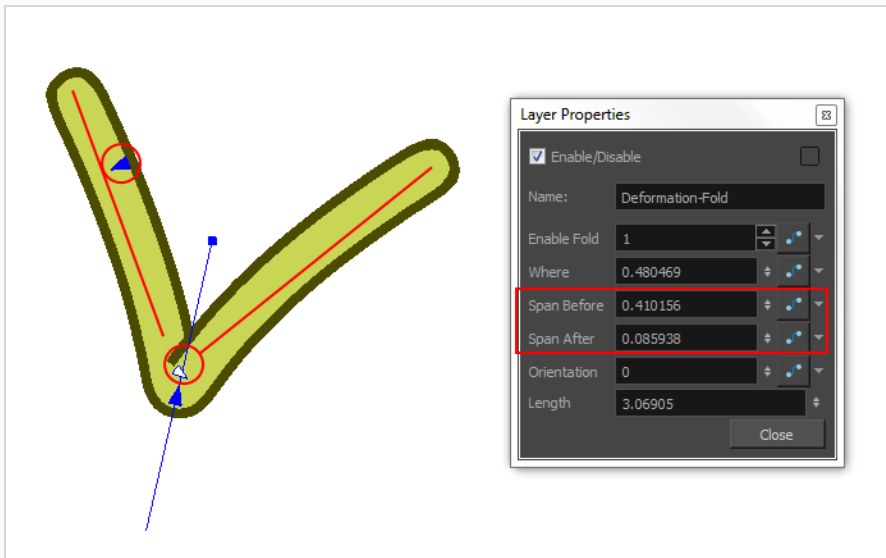 Layer Properties
Enable/Disable
Name: Deformation-Fold
Enable Fold 1
Where 0.480469
Span Before 0.410156
Span After 0.085938
Orientation 0
Length 3.06905
Close